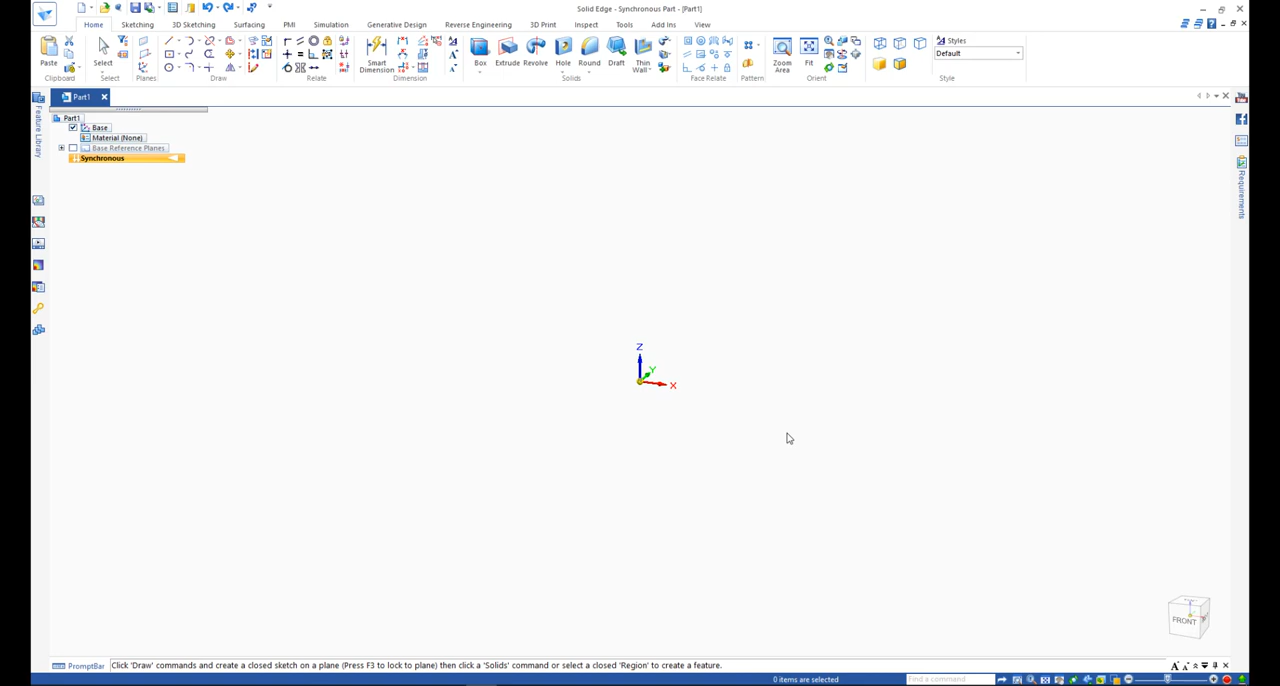 Solid Edge - Synchronous Part - [Part1]
Home Sketching 3D Sketching Surfacing PMI Simulation Generative Design Reverse Engineering 3D Print Inspect Tools Add Ins View
Paste Select Smart Dimension Box Extrude Revolve Hole Round Draft Thin Wall Zoom Area Fit Styles Default
Clipboard Select Planes Draw Relate Dimension Solids Face Relate Pattern Orient Style
Part1
Part1
Base
Material (None)
Base Reference Planes
Synchronous
Feature Library
Requirements
Z
Y
X
FRONT
PromptBar Click 'Draw' commands and create a closed sketch on a plane (Press F3 to lock to plane) then click a 'Solids' command or select a closed 'Region' to create a feature.
0 items are selected Find a command